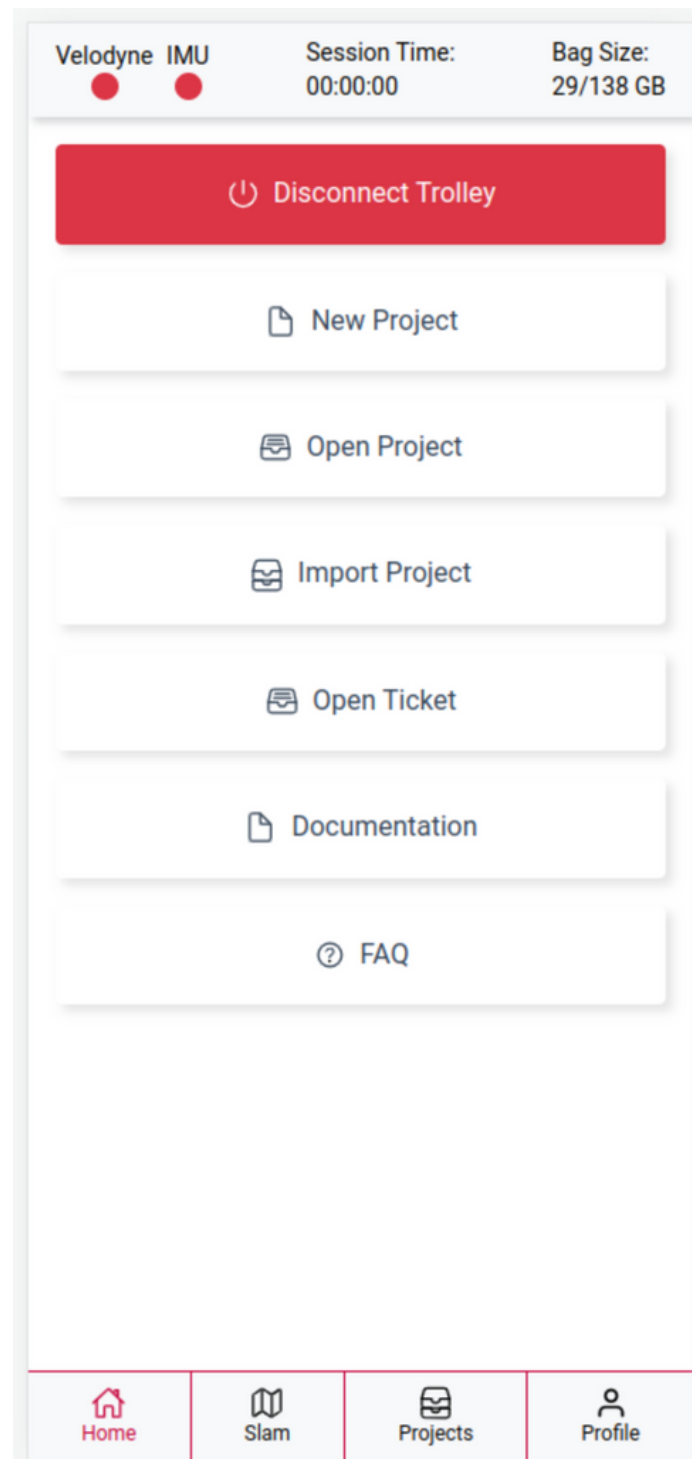 Velodyne IMU Session Time: Bag Size:
00:00:00 29/138 GB
Disconnect Trolley
New Project
Open Project
Import Project
Open Ticket
Documentation
FAQ
Home Slam Projects Profile